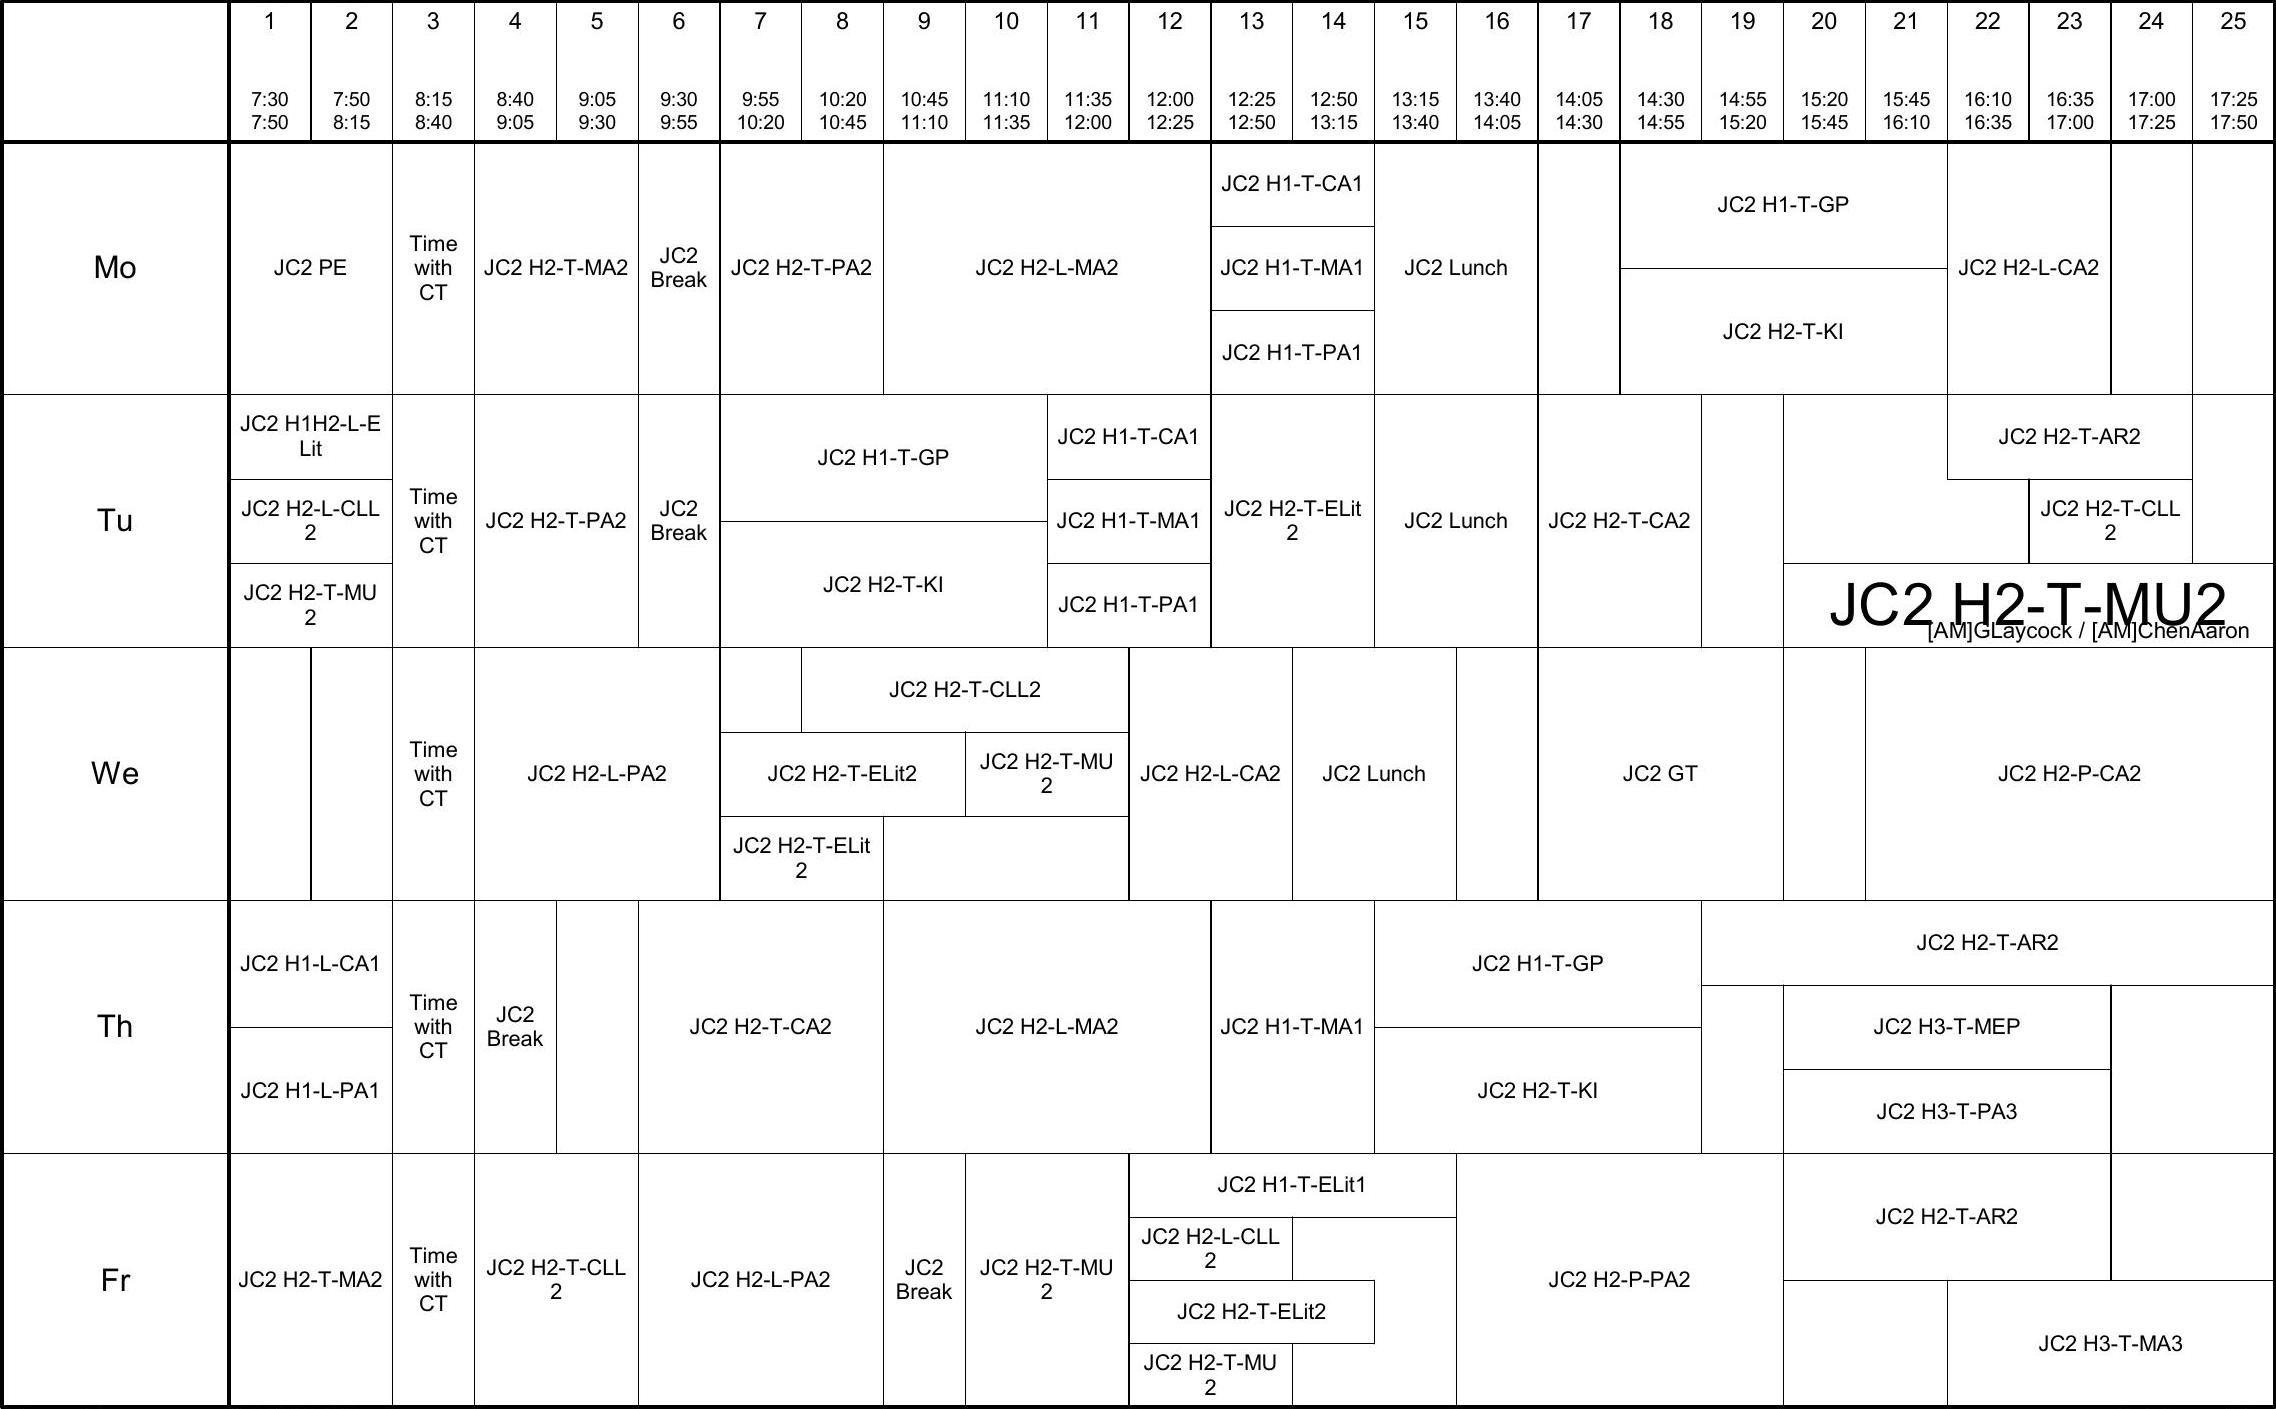 1 2 3 4 5 6 7 8 9 10 11 12 13 14 15 16 17 18 19 20 21 22 23 24 25
7:30 7:50 8:15 8:40 9:05 9:30 9:55 10:20 10:45 11:10 11:35 12:00 12:25 12:50 13:15 13:40 14:05 14:30 14:55 15:20 15:45 16:10 16:35 17:00 17:25
7:50 8:15 8:40 9:05 9:30 9:55 10:20 10:45 11:10 11:35 12:00 12:25 12:50 13:15 13:40 14:05 14:30 14:55 15:20 15:45 16:10 16:35 17:00 17:25 17:50
Mo
JC2 PE
Time
with
CT
JC2 H2-T-MA2
JC2
Break
JC2 H2-T-PA2
JC2 H2-L-MA2
JC2 H1-T-CA1
JC2 H1-T-MA1
JC2 H1-T-PA1
JC2 Lunch
JC2 H1-T-GP
JC2 H2-T-KI
JC2 H2-L-CA2
Tu
JC2 H1H2-L-E
Lit
JC2 H2-L-CLL
2
JC2 H2-T-MU
2
Time
with
CT
JC2 H2-T-PA2
JC2
Break
JC2 H1-T-GP
JC2 H2-T-KI
JC2 H1-T-CA1
JC2 H1-T-MA1
JC2 H1-T-PA1
JC2 H2-T-ELit
2
JC2 Lunch
JC2 H2-T-CA2
JC2 H2-T-AR2
JC2 H2-T-CLL
2
JC2 H2-T-MU2
[AM]GLaycock / [AM]ChenAaron
We
Time
with
CT
JC2 H2-L-PA2
JC2 H2-T-CLL2
JC2 H2-T-ELit2
JC2 H2-T-MU
2
JC2 H2-T-ELit
2
JC2 H2-L-CA2
JC2 Lunch
JC2 GT
JC2 H2-P-CA2
Th
JC2 H1-L-CA1
JC2 H1-L-PA1
Time
with
CT
JC2
Break
JC2 H2-T-CA2
JC2 H2-L-MA2
JC2 H1-T-MA1
JC2 H1-T-GP
JC2 H2-T-KI
JC2 H2-T-AR2
JC2 H3-T-MEP
JC2 H3-T-PA3
Fr
JC2 H2-T-MA2
Time
with
CT
JC2 H2-T-CLL
2
JC2 H2-L-PA2
JC2
Break
JC2 H2-T-MU
2
JC2 H1-T-ELit1
JC2 H2-L-CLL
2
JC2 H2-T-ELit2
JC2 H2-T-MU
2
JC2 H2-P-PA2
JC2 H2-T-AR2
JC2 H3-T-MA3